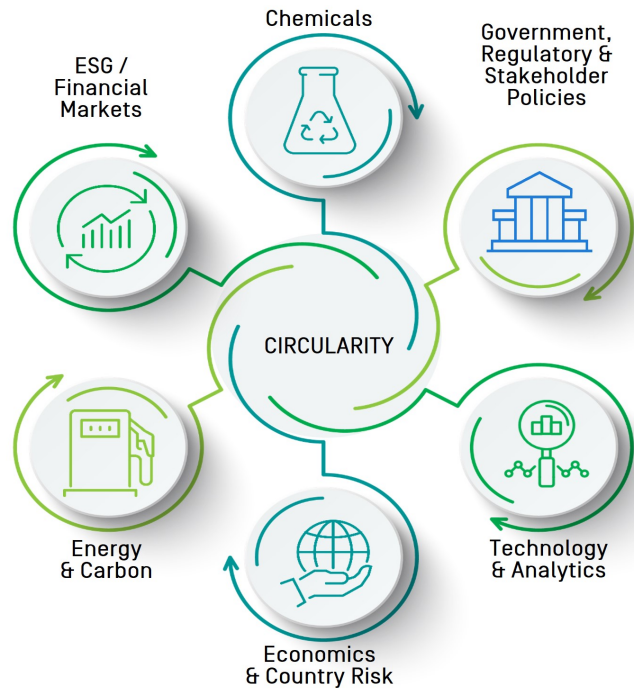 Chemicals
Government,
Regulatory &
Stakeholder
Policies
ESG /
Financial
Markets
CIRCULARITY
Energy
& Carbon
Technology
& Analytics
Economics
& Country Risk